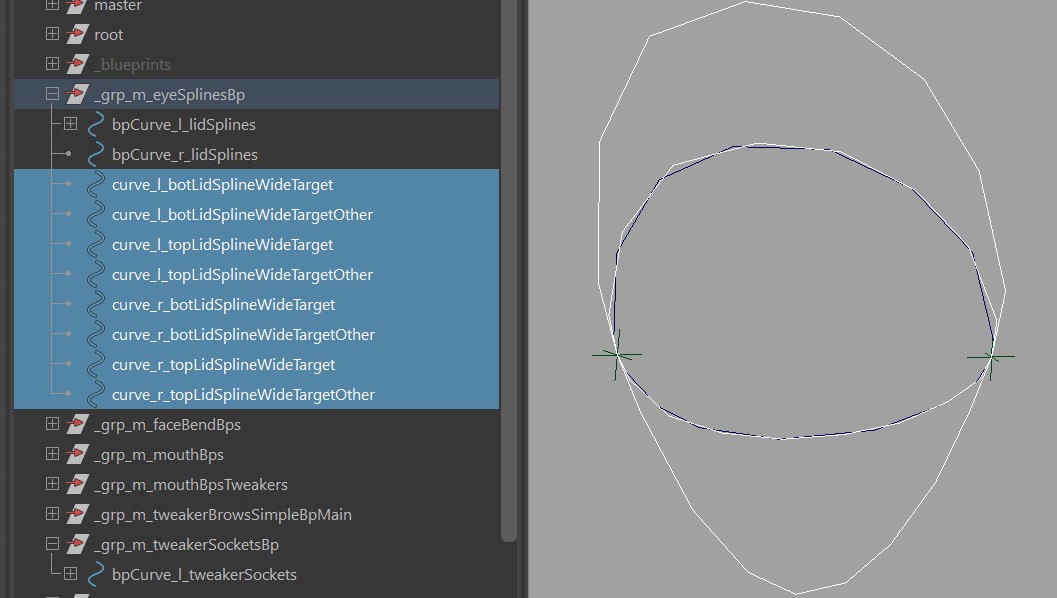 master
root
_blueprints
_grp_m_eyeSplinesBp
bpCurve_l_lidSplines
bpCurve_r_lidSplines
curve_l_botLidSplineWideTarget
curve_l_botLidSplineWideTargetOther
curve_l_topLidSplineWideTarget
curve_l_topLidSplineWideTargetOther
curve_r_botLidSplineWideTarget
curve_r_botLidSplineWideTargetOther
curve_r_topLidSplineWideTarget
curve_r_topLidSplineWideTargetOther
_grp_m_faceBendBps
_grp_m_mouthBps
_grp_m_mouthBpsTweakers
_grp_m_tweakerBrowsSimpleBpMain
_grp_m_tweakerSocketsBp
bpCurve_l_tweakerSockets